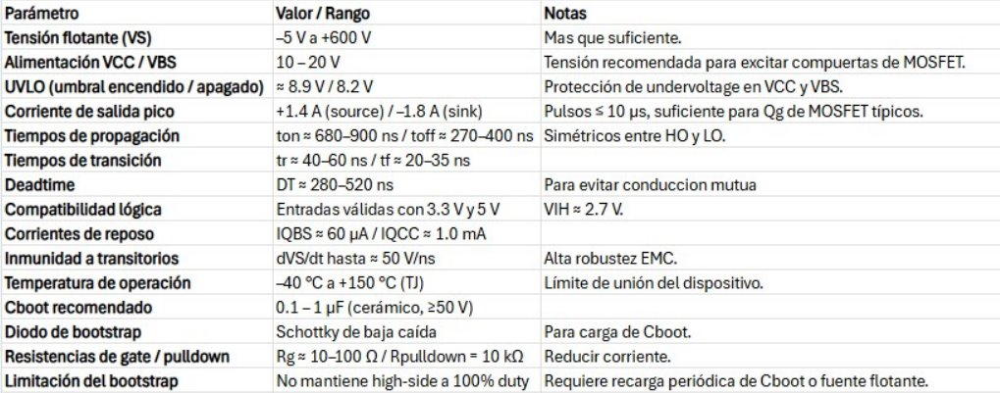 Parámetro Valor / Rango Notas
Tensión flotante (VS) –5 V a +600 V Mas que suficiente.
Alimentación VCC / VBS 10 – 20 V Tensión recomendada para excitar compuertas de MOSFET.
UVLO (umbral encendido / apagado) ≈ 8.9 V / 8.2 V Protección de undervoltage en VCC y VBS.
Corriente de salida pico +1.4 A (source) / –1.8 A (sink) Pulsos ≤ 10 µs, suficiente para Qg de MOSFET típicos.
Tiempos de propagación ton ≈ 680–900 ns / toff ≈ 270–400 ns Simétricos entre HO y LO.
Tiempos de transición tr ≈ 40–60 ns / tf ≈ 20–35 ns
Deadtime DT ≈ 280–520 ns Para evitar conduccion mutua
Compatibilidad lógica Entradas válidas con 3.3 V y 5 V VIH ≈ 2.7 V.
Corrientes de reposo IQBS ≈ 60 µA / IQCC ≈ 1.0 mA
Inmunidad a transitorios dVS/dt hasta ≈ 50 V/ns Alta robustez EMC.
Temperatura de operación –40 °C a +150 °C (TJ) Límite de unión del dispositivo.
Cboot recomendado 0.1 – 1 µF (cerámico, ≥50 V)
Diodo de bootstrap Schottky de baja caída Para carga de Cboot.
Resistencias de gate / pulldown Rg ≈ 10–100 Ω / Rpulldown = 10 kΩ Reducir corriente.
Limitación del bootstrap No mantiene high-side a 100% duty Requiere recarga periódica de Cboot o fuente flotante.